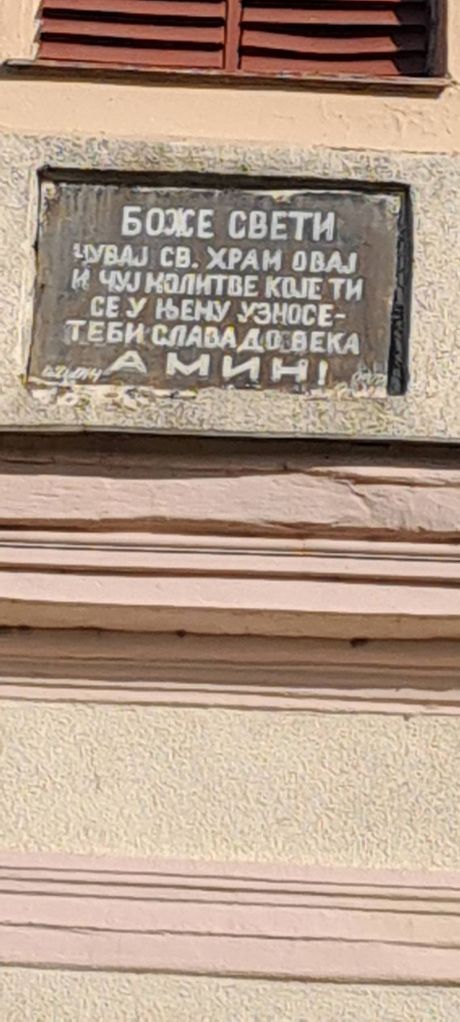 БОЖЕ СВЕТИ
ЧУВАЈ СВ. ХРАМ ОВАЈ
И ЧУЈ МОЛИТВЕ КОЈЕ ТИ
СЕ У ЊЕМУ УЗНОСЕ-
ТЕБИ СЛАВА ДО ВЕКА
АМИН!